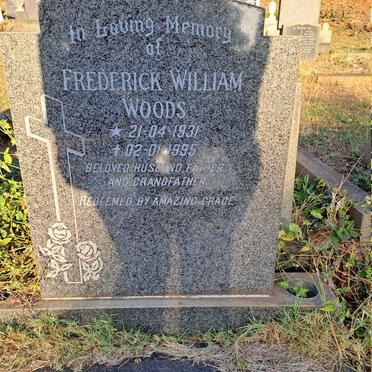 In Loving Memory
of
FREDERICK WILLIAM
WOODS
★ 21·04·1931
✝ 02·01·1995
BELOVED HUSBAND, FATHER
AND GRANDFATHER
REDEEMED BY AMAZING GRACE